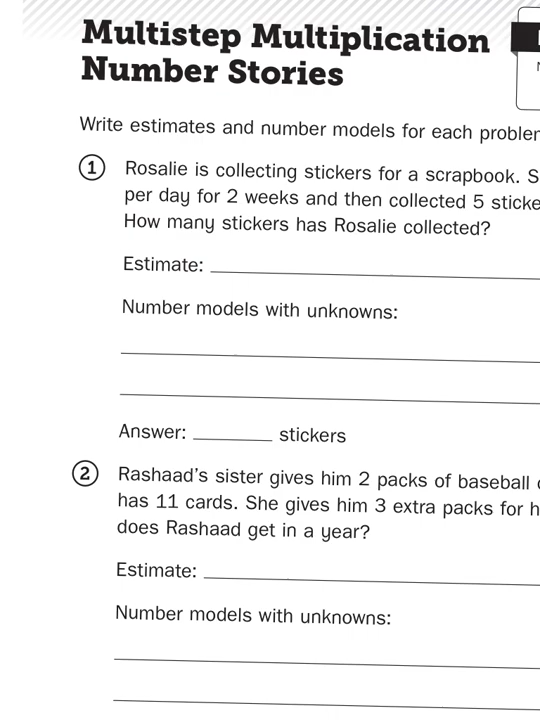 Multistep Multiplication
Number Stories
Write estimates and number models for each
1 Rosalie is collecting stickers for a scrapbook.
per day for 2 weeks and then collected 5
How many stickers has Rosalie collected?
Estimate:
Number models with unknowns:
Answer: stickers
2 Rashaad's sister gives him 2 packs of baseball
has 11 cards. She gives him 3 extra packs for
does Rashaad get in a year?
Estimate:
Number models with unknowns: